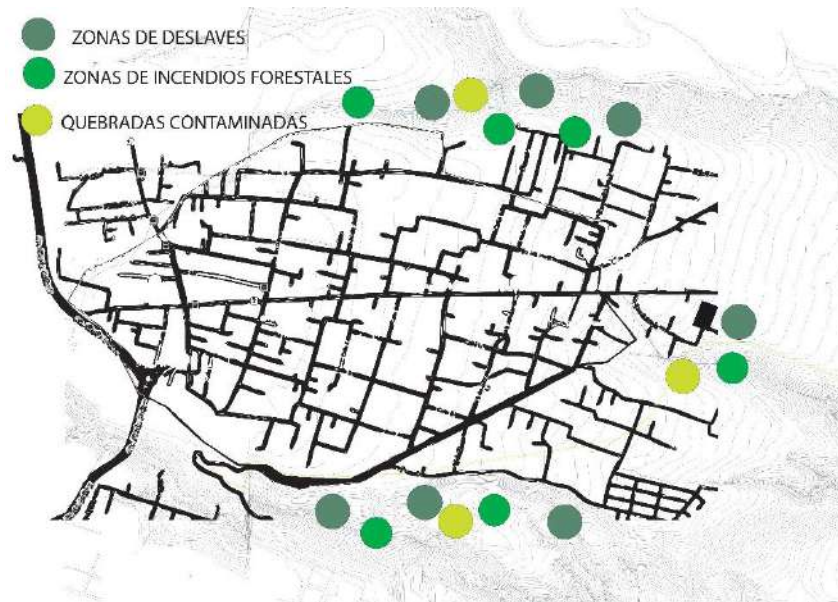 ZONAS DE DESLAVES
ZONAS DE INCENDIOS FORESTALES
QUEBRADAS CONTAMINADAS